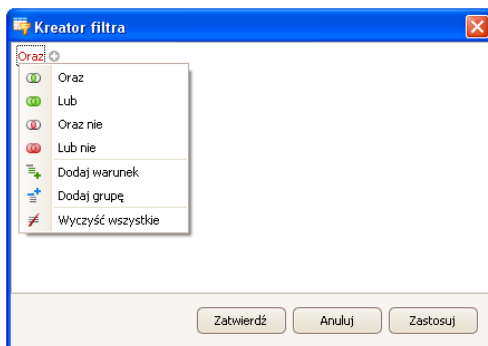 Kreator filtra
Oraz
Oraz
Lub
Oraz nie
Lub nie
Dodaj warunek
Dodaj grupę
Wyczyść wszystkie
Zatwierdź Anuluj Zastosuj